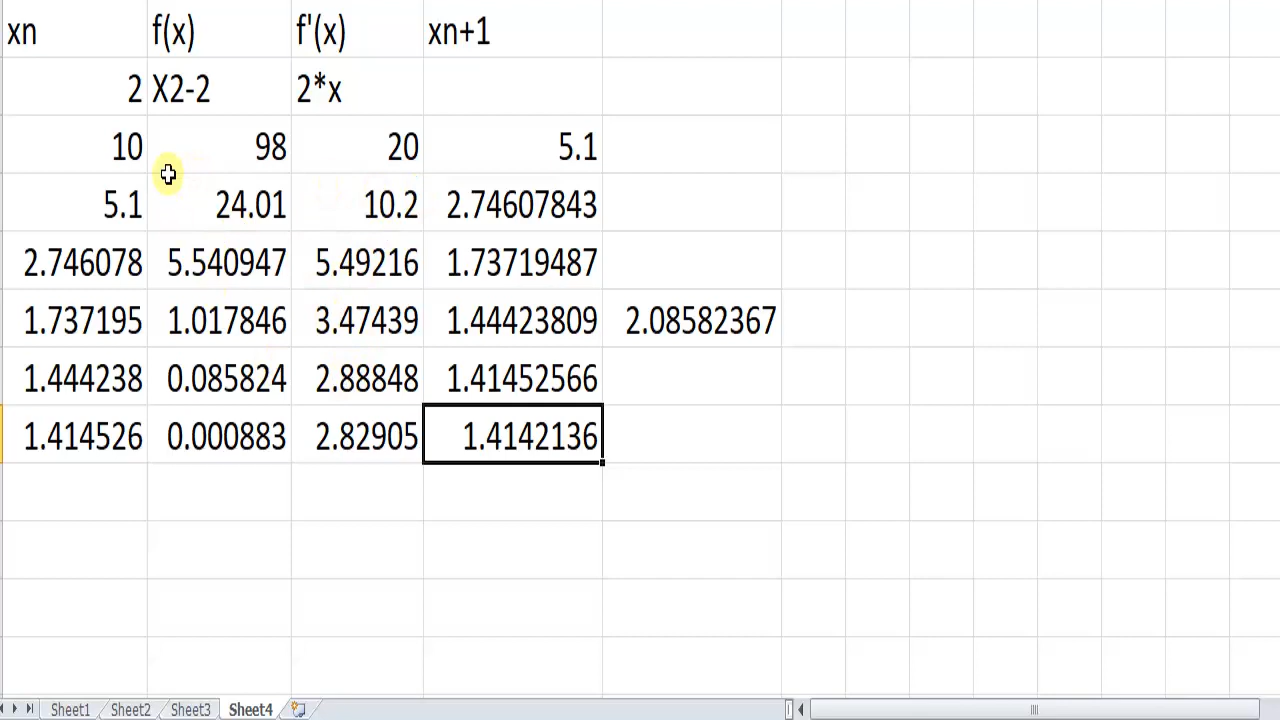 xn f(x) f'(x) xn+1
2 X2-2 2*x
10 98 20 5.1
5.1 24.01 10.2 2.74607843
2.746078 5.540947 5.49216 1.73719487
1.737195 1.017846 3.47439 1.44423809 2.08582367
1.444238 0.085824 2.88848 1.41452566
1.414526 0.000883 2.82905 1.4142136
Sheet1 Sheet2 Sheet3 Sheet4